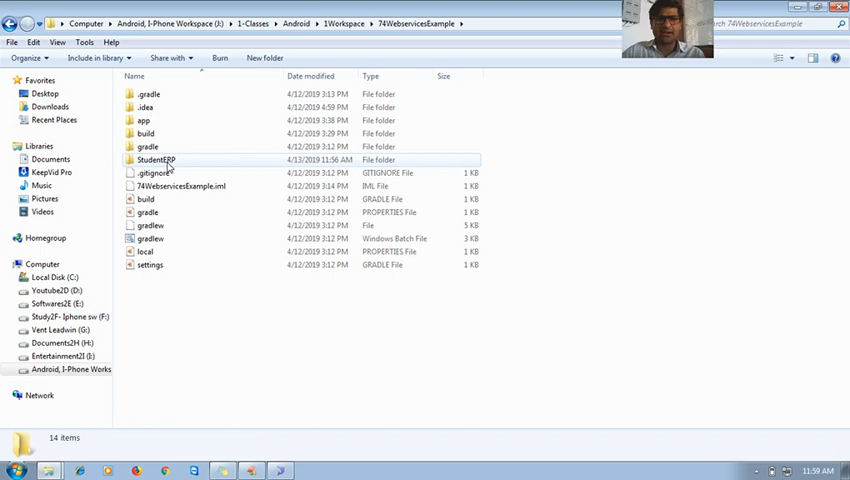 Computer
Android, I-Phone Workspace (J:)
1-Classes
Android
1Workspace
74WebservicesExample
Search 74WebservicesExample
File Edit View Tools Help
Organize Include in library Share with Burn New folder
Name Date modified Type Size
Favorites
Desktop
Downloads
Recent Places
Libraries
Documents
KeepVid Pro
Music
Pictures
Videos
Homegroup
Computer
Local Disk (C:)
Youtube2D (D:)
Softwares2E (E:)
Study2F- Iphone sw (F:)
Vent Leadwin (G:)
Documents2H (H:)
Entertainment2I (I:)
Android, I-Phone Works
Network
.gradle 4/12/2019 3:13 PM File folder
.idea 4/12/2019 4:59 PM File folder
app 4/12/2019 3:38 PM File folder
build 4/12/2019 3:29 PM File folder
gradle 4/12/2019 3:12 PM File folder
StudentERP 4/13/2019 11:56 AM File folder
.gitignore 4/12/2019 3:12 PM GITIGNORE File 1 KB
74WebservicesExample.iml 4/12/2019 3:14 PM IML File 1 KB
build 4/12/2019 3:12 PM GRADLE File 1 KB
gradle 4/12/2019 3:12 PM PROPERTIES File 1 KB
gradlew 4/12/2019 3:12 PM File 5 KB
gradlew 4/12/2019 3:12 PM Windows Batch File 3 KB
local 4/12/2019 3:12 PM PROPERTIES File 1 KB
settings 4/12/2019 3:12 PM GRADLE File 1 KB
14 items
11:59 AM